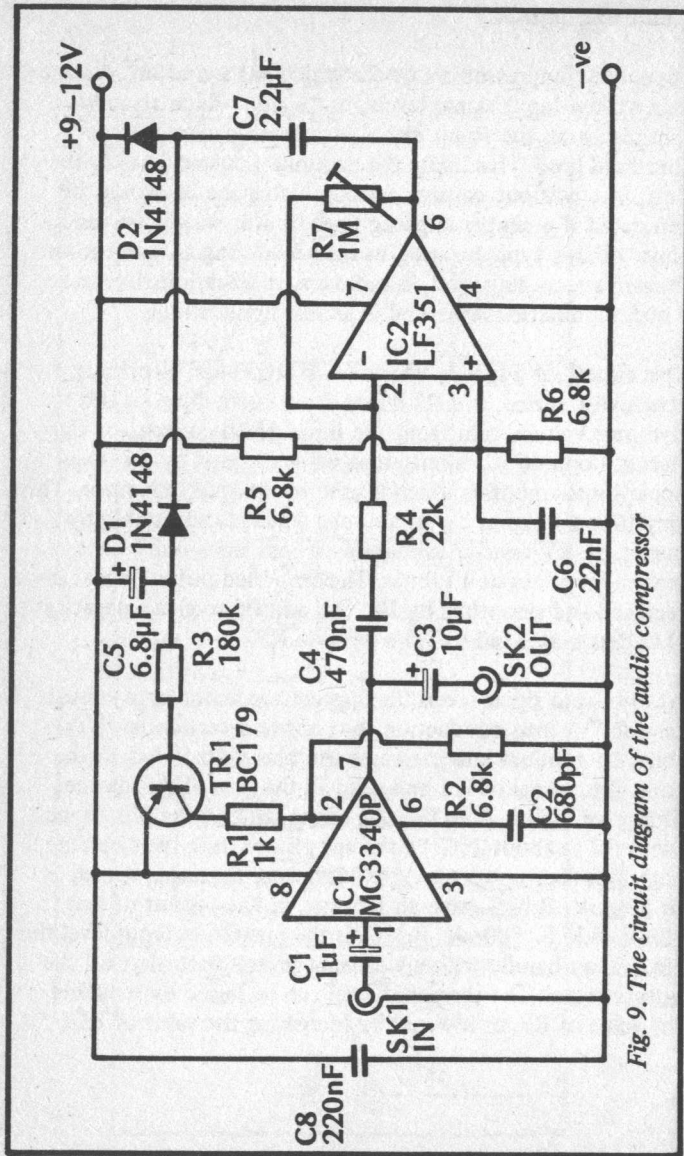 +9–12V
D2
1N4148
C7
2.2µF
C5
6.8µF
+
D1
1N4148
R3
180k
TR1
BC179
R1
1k
R5
6.8k
R7
1M
C8
220nF
C1
1µF
+
SK1
IN
8
1
2
7
6
3
IC1
MC3340P
C4
470nF
R4
22k
2
3
−
+
7
6
4
IC2
LF351
C3
10µF
+
SK2
OUT
R2
6.8k
C2
680pF
C6
22nF
R6
6.8k
–ve
Fig. 9 The circuit diagram of the audio compressor